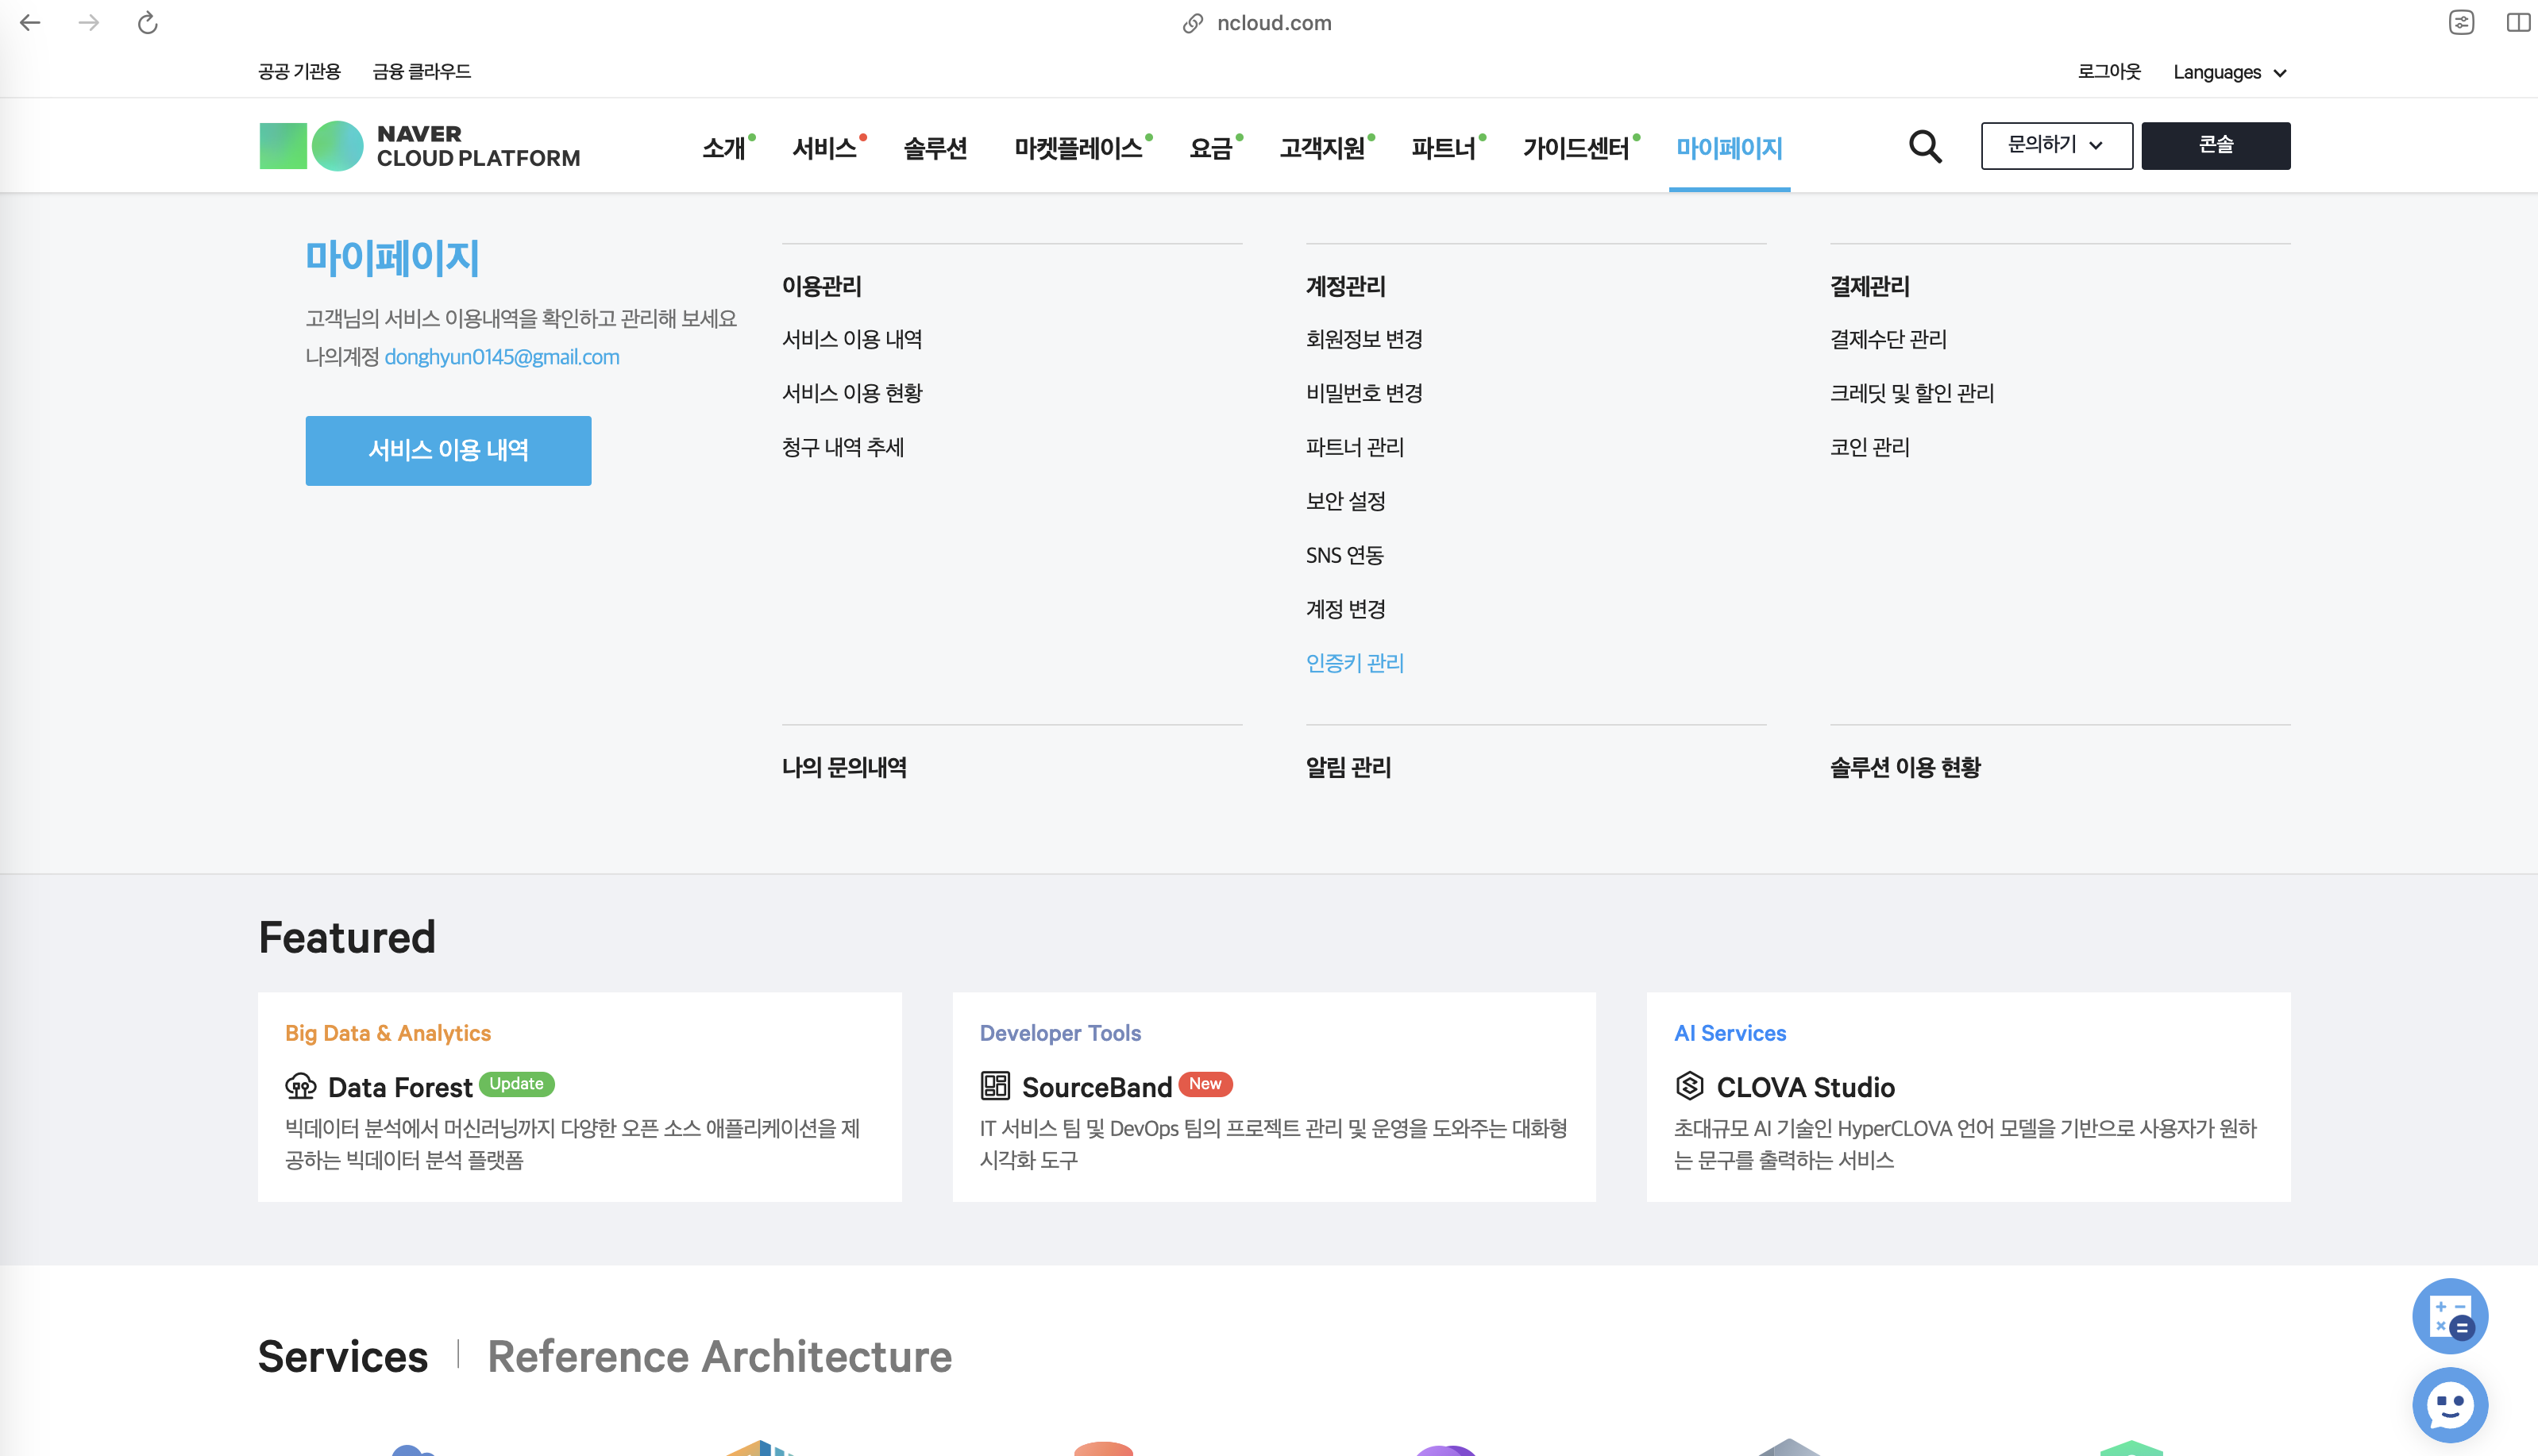 ncloud.com
공공 기관용
금융 클라우드
로그아웃
Languages
NAVER
CLOUD PLATFORM
소개
서비스
솔루션
마켓플레이스
요금
고객지원
파트너
가이드센터
마이페이지
문의하기
콘솔
마이페이지
고객님의 서비스 이용내역을 확인하고 관리해 보세요
나의계정 donghyun0145@gmail.com
서비스 이용 내역
이용관리
서비스 이용 내역
서비스 이용 현황
청구 내역 추세
계정관리
회원정보 변경
비밀번호 변경
파트너 관리
보안 설정
SNS 연동
계정 변경
인증키 관리
결제관리
결제수단 관리
크레딧 및 할인 관리
코인 관리
나의 문의내역
알림 관리
솔루션 이용 현황
Featured
Big Data & Analytics
Data Forest Update
빅데이터 분석에서 머신러닝까지 다양한 오픈 소스 애플리케이션을 제
공하는 빅데이터 분석 플랫폼
Developer Tools
SourceBand New
IT 서비스 팀 및 DevOps 팀의 프로젝트 관리 및 운영을 도와주는 대화형
시각화 도구
AI Services
CLOVA Studio
초대규모 AI 기술인 HyperCLOVA 언어 모델을 기반으로 사용자가 원하
는 문구를 출력하는 서비스
Services
Reference Architecture